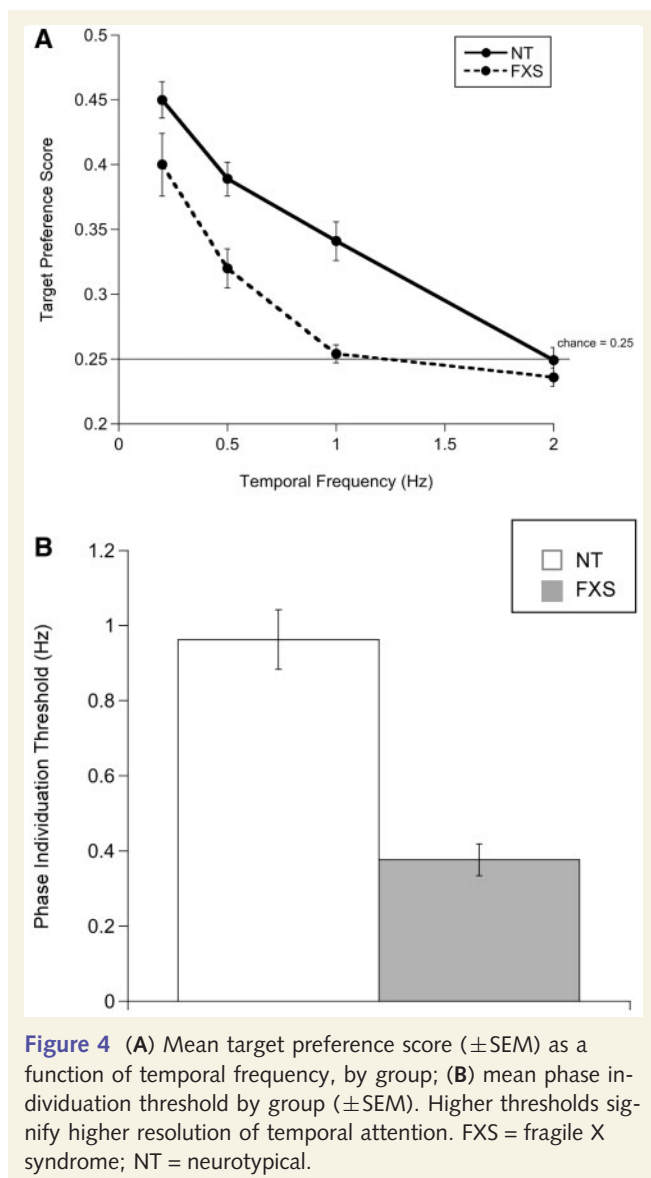 A
0.5
0.45
0.4
0.35
0.3
0.25
0.2
Target Preference Score
NT
FXS
chance = 0.25
0
0.5
1
1.5
2
Temporal Frequency (Hz)
B
1.2
1
0.8
0.6
0.4
0.2
0
Phase Individuation Threshold (Hz)
NT
FXS
Figure 4 (A) Mean target preference score (±SEM) as a
function of temporal frequency, by group; (B) mean phase in-
dividuation threshold by group (±SEM). Higher thresholds sig-
nify higher resolution of temporal attention. FXS = fragile X
syndrome; NT = neurotypical.